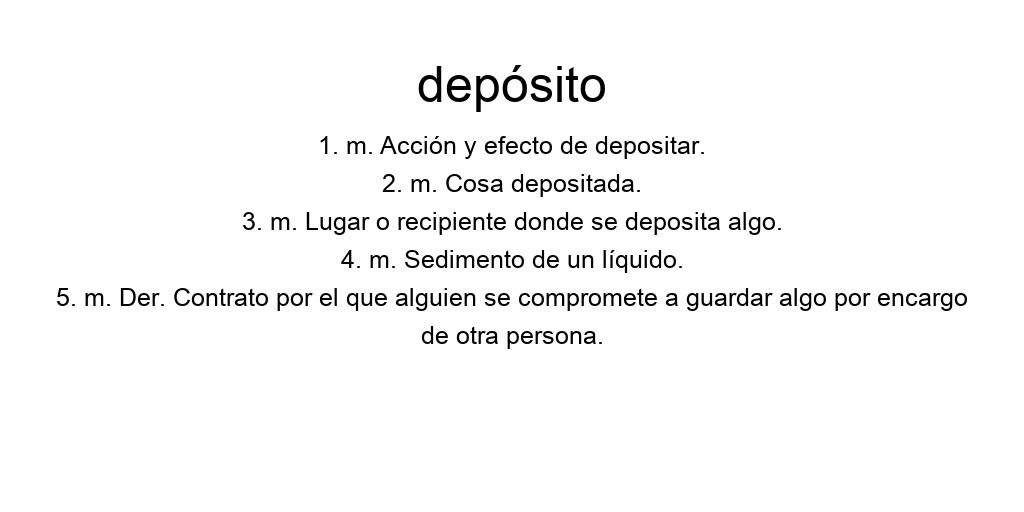 depósito
1. m. Acción y efecto de depositar.
2. m. Cosa depositada.
3. m. Lugar o recipiente donde se deposita algo.
4. m. Sedimento de un líquido.
5. m. Der. Contrato por el que alguien se compromete a guardar algo por encargo
de otra persona.